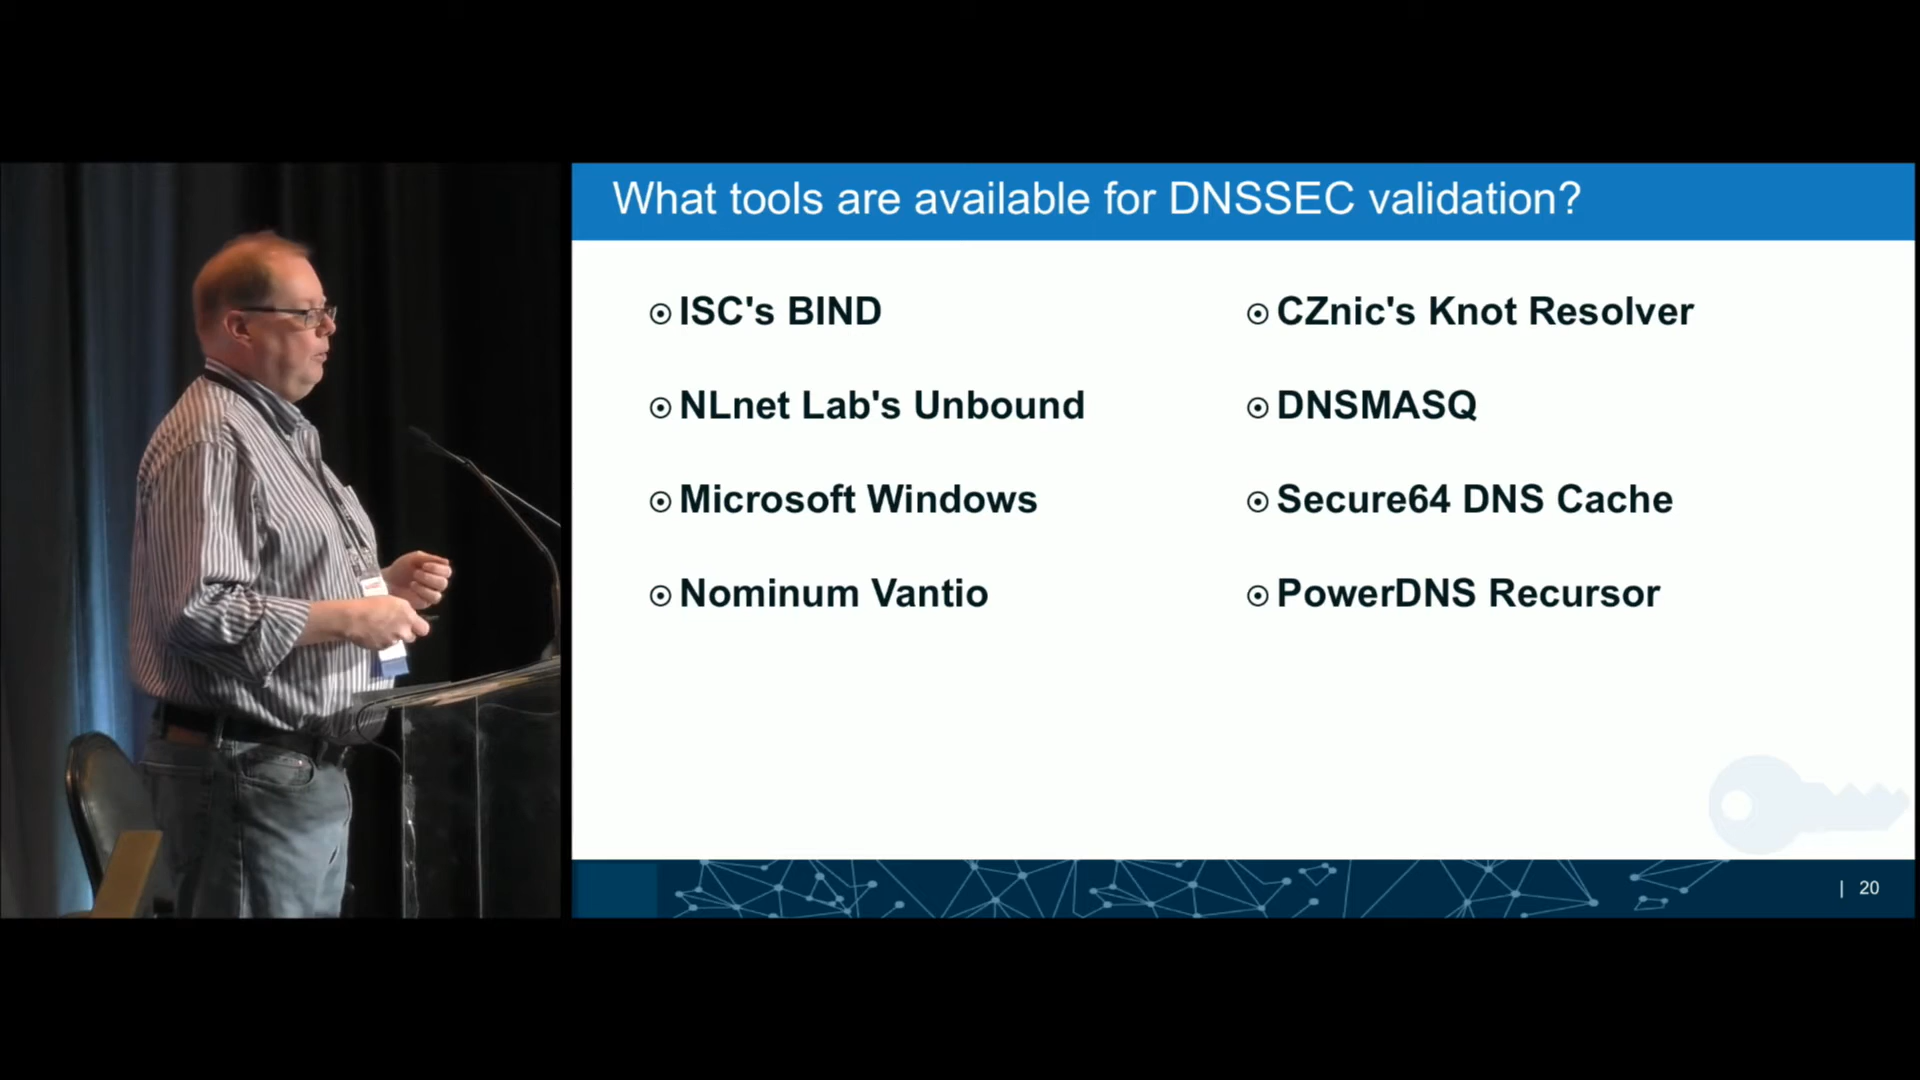 What tools are available for DNSSEC validation?
ISC's BIND
NLnet Lab's Unbound
Microsoft Windows
Nominum Vantio
CZnic's Knot Resolver
DNSMASQ
Secure64 DNS Cache
PowerDNS Recursor
| 20